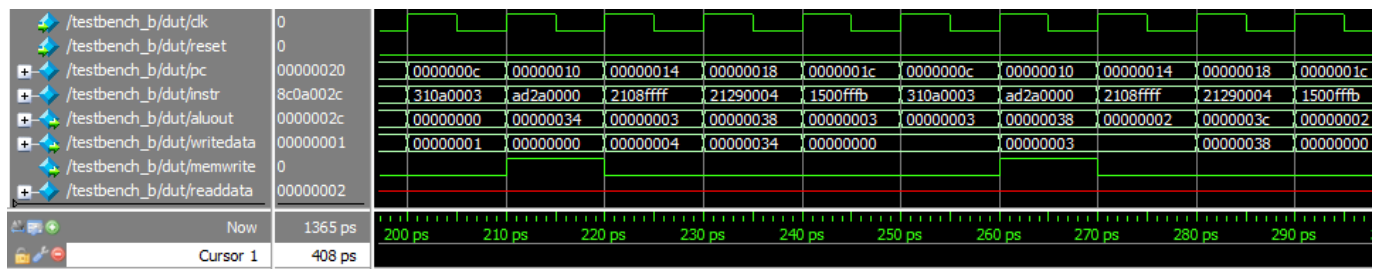 /testbench_b/dut/clk 0
/testbench_b/dut/reset 0
/testbench_b/dut/pc 00000020 0000000c 00000010 00000014 00000018 0000001c 0000000c 00000010 00000014 00000018 0000001c
/testbench_b/dut/instr 8c0a002c 310a0003 ad2a0000 2108ffff 21290004 1500fffb 310a0003 ad2a0000 2108ffff 21290004 1500fffb
/testbench_b/dut/aluout 0000002c 00000000 00000034 00000003 00000038 00000003 00000003 00000038 00000002 0000003c 00000002
/testbench_b/dut/writedata 00000001 00000001 00000000 00000004 00000034 00000000 00000003 00000038 00000000
/testbench_b/dut/memwrite 0
/testbench_b/dut/readdata 00000002
Now 1365 ps 200 ps 210 ps 220 ps 230 ps 240 ps 250 ps 260 ps 270 ps 280 ps 290 ps
Cursor 1 408 ps